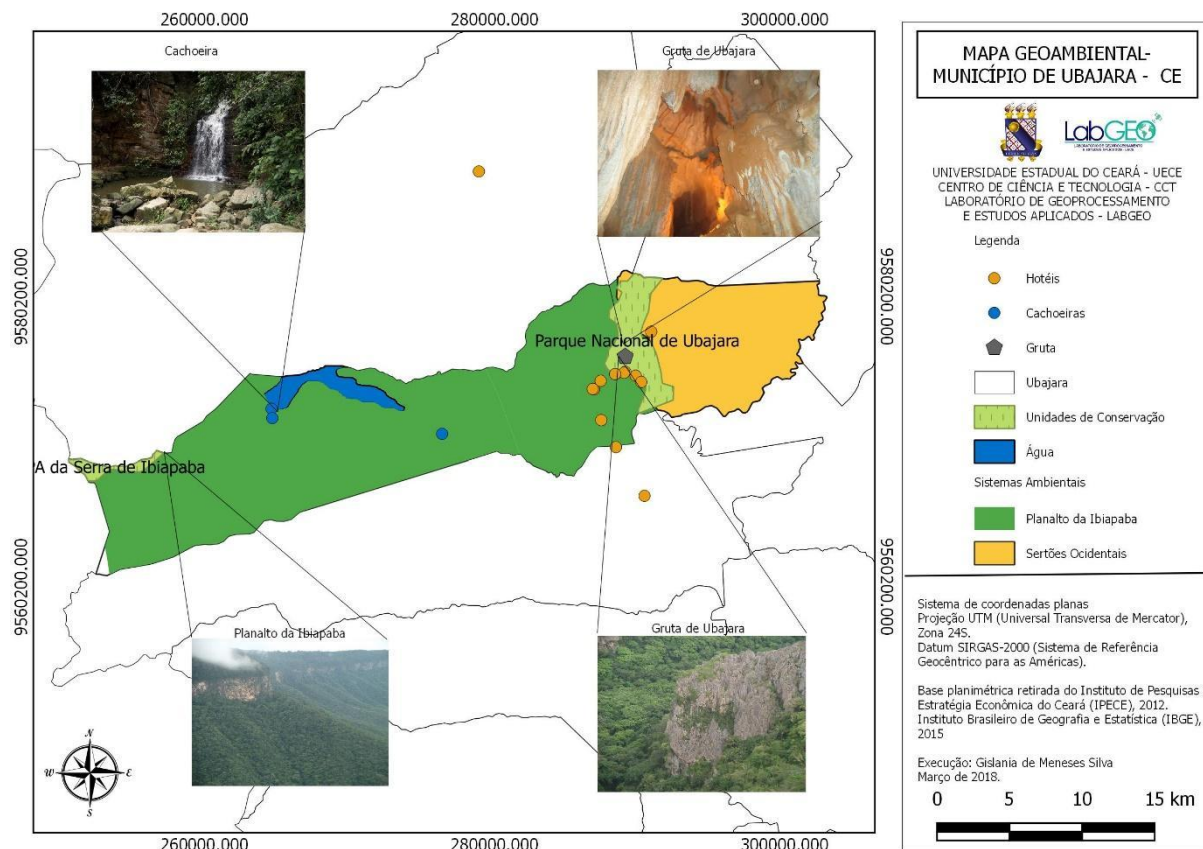 260000.000
280000.000
300000.000
Cachoeira
Gruta de Ubajara
9580200.000
9580200.000
Parque Nacional de Ubajara
A da Serra de Ibiapaba
9560200.000
9560200.000
Planalto da Ibiapaba
Gruta de Ubajara
N
W
E
S
260000.000
280000.000
300000.000
MAPA GEOAMBIENTAL-
MUNICÍPIO DE UBAJARA - CE
LabGEO
UNIVERSIDADE ESTADUAL DO CEARÁ - UECE
CENTRO DE CIÊNCIA E TECNOLOGIA - CCT
LABORATÓRIO DE GEOPROCESSAMENTO
E ESTUDOS APLICADOS - LABGEO
Legenda
Hotéis
Cachoeiras
Gruta
Ubajara
Unidades de Conservação
Água
Sistemas Ambientais
Planalto da Ibiapaba
Sertões Ocidentais
Sistema de coordenadas planas
Projeção UTM (Universal Transversa de Mercator),
Zona 24S.
Datum SIRGAS-2000 (Sistema de Referência
Geocêntrico para as Américas).
Base planimétrica retirada do Instituto de Pesquisas
Estratégia Econômica do Ceará (IPECE), 2012.
Instituto Brasileiro de Geografia e Estatística (IBGE),
2015
Execução: Gislania de Meneses Silva
Março de 2018.
0 5 10 15 km